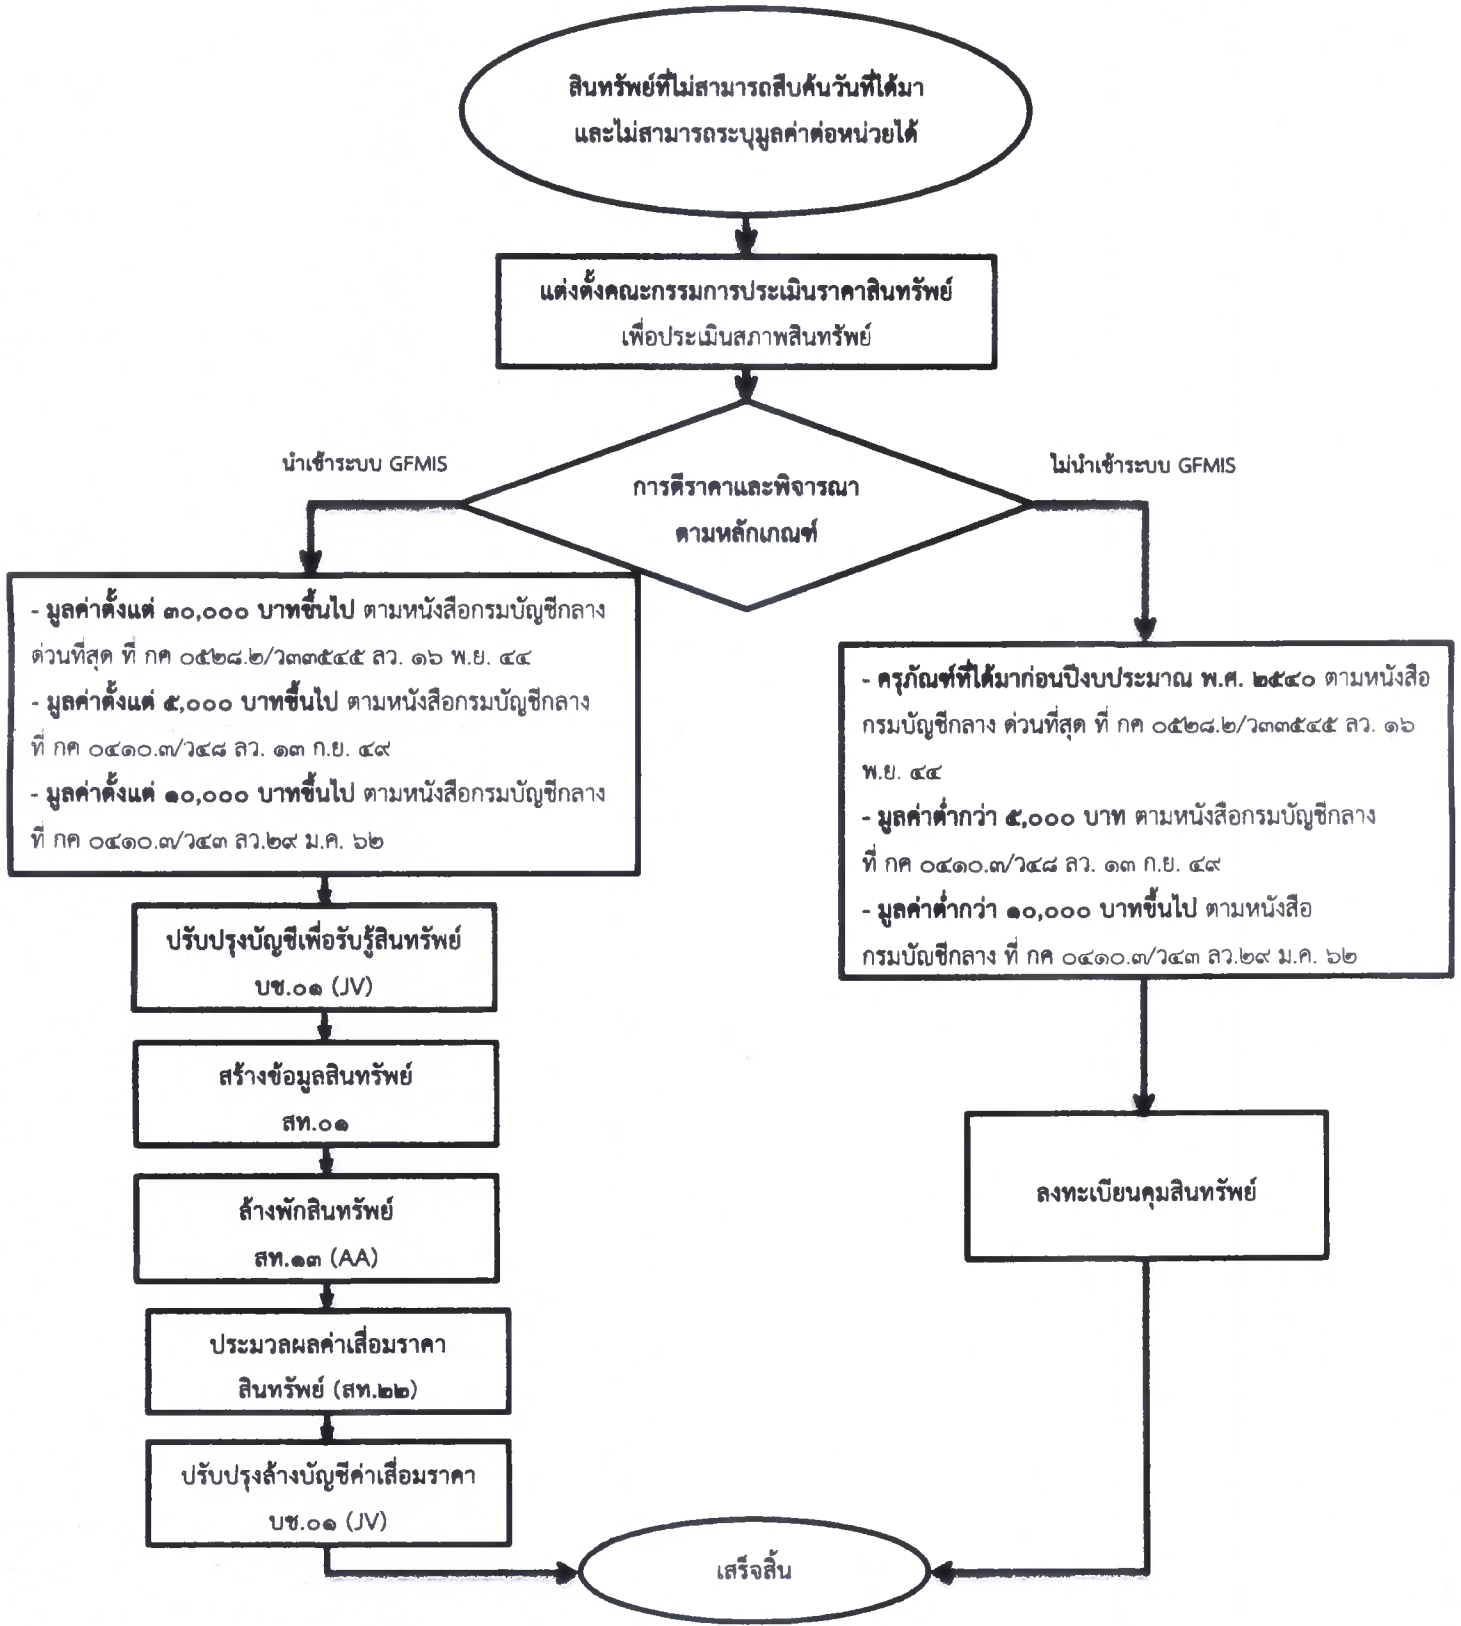 สินทรัพย์ที่ไม่สามารถสืบค้นวันที่ได้มา
และไม่สามารถระบุมูลค่าต่อหน่วยได้
แต่งตั้งคณะกรรมการประเมินราคาสินทรัพย์
เพื่อประเมินสภาพสินทรัพย์
นำเข้าระบบ GFMIS
ไม่นำเข้าระบบ GFMIS
การตีราคาและพิจารณา
ตามหลักเกณฑ์
- มูลค่าตั้งแต่ ๓๐,๐๐๐ บาทขึ้นไป ตามหนังสือกรมบัญชีกลาง
ด่วนที่สุด ที่ กค ๐๕๒๘.๒/ว๓๓๕๔๕ ลว. ๑๖ พ.ย. ๔๔
- มูลค่าตั้งแต่ ๕,๐๐๐ บาทขึ้นไป ตามหนังสือกรมบัญชีกลาง
ที่ กค ๐๔๑๐.๓/ว๔๘ ลว. ๑๓ ก.ย. ๔๙
- มูลค่าตั้งแต่ ๑๐,๐๐๐ บาทขึ้นไป ตามหนังสือกรมบัญชีกลาง
ที่ กค ๐๔๑๐.๓/ว๔๓ ลว.๒๙ ม.ค. ๖๒
- ครุภัณฑ์ที่ได้มาก่อนปีงบประมาณ พ.ศ. ๒๕๔๐ ตามหนังสือ
กรมบัญชีกลาง ด่วนที่สุด ที่ กค ๐๕๒๘.๒/ว๓๓๕๔๕ ลว. ๑๖
พ.ย. ๔๔
- มูลค่าต่ำกว่า ๕,๐๐๐ บาท ตามหนังสือกรมบัญชีกลาง
ที่ กค ๐๔๑๐.๓/ว๔๘ ลว. ๑๓ ก.ย. ๔๙
- มูลค่าต่ำกว่า ๑๐,๐๐๐ บาทขึ้นไป ตามหนังสือ
กรมบัญชีกลาง ที่ กค ๐๔๑๐.๓/ว๔๓ ลว.๒๙ ม.ค. ๖๒
ปรับปรุงบัญชีเพื่อรับรู้สินทรัพย์
บช.๐๑ (JV)
สร้างข้อมูลสินทรัพย์
สท.๐๑
ล้างพักสินทรัพย์
สท.๑๓ (AA)
ประมวลผลค่าเสื่อมราคา
สินทรัพย์ (สท.๒๒)
ปรับปรุงล้างบัญชีค่าเสื่อมราคา
บช.๐๑ (JV)
ลงทะเบียนคุมสินทรัพย์
เสร็จสิ้น